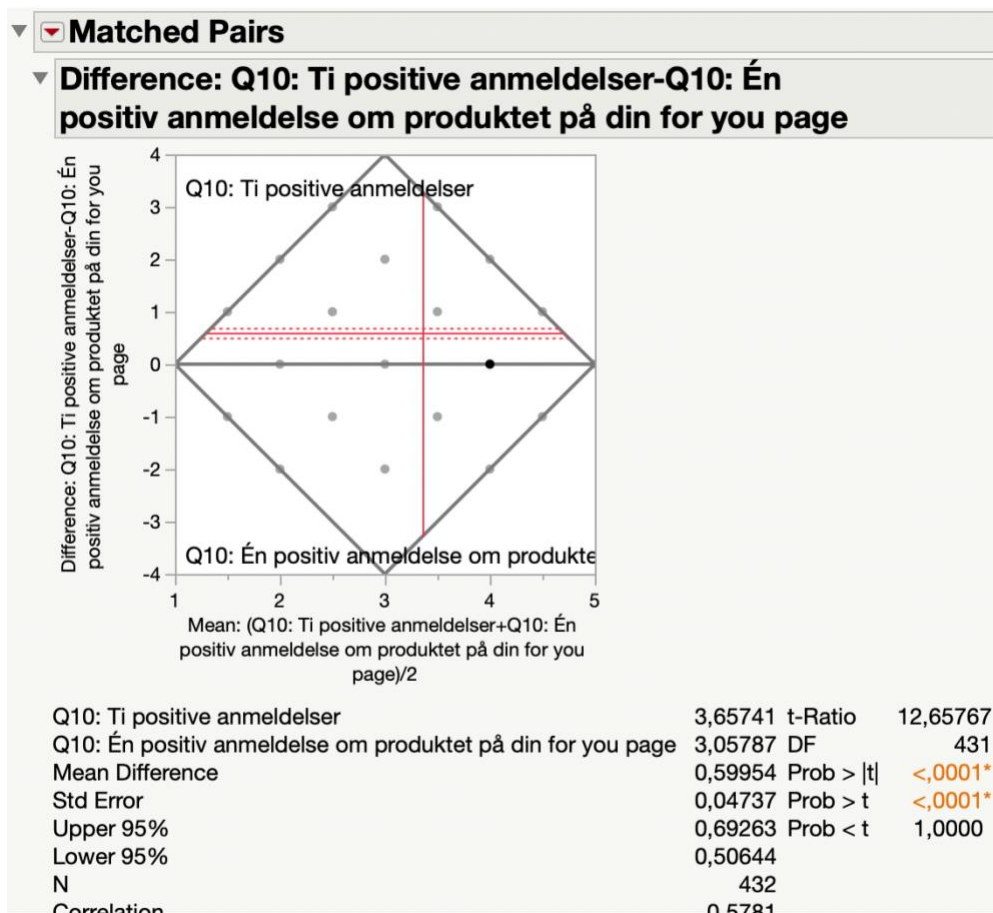 Matched Pairs
Difference: Q10: Ti positive anmeldelser-Q10: Én
positiv anmeldelse om produktet på din for you page
Difference: Q10: Ti positive anmeldelser-Q10: Én
positiv anmeldelse om produktet på din for you
page
4
3
2
1
0
-1
-2
-3
-4
Q10: Ti positive anmeldelser
Q10: Én positiv anmeldelse om produkte
1 2 3 4 5
Mean: (Q10: Ti positive anmeldelser+Q10: Én
positiv anmeldelse om produktet på din for you
page)/2
Q10: Ti positive anmeldelser 3,65741 t-Ratio 12,65767
Q10: Én positiv anmeldelse om produktet på din for you page 3,05787 DF 431
Mean Difference 0,59954 Prob > |t| <,0001*
Std Error 0,04737 Prob > t <,0001*
Upper 95% 0,69263 Prob < t 1,0000
Lower 95% 0,50644
N 432
Correlation 0,5781